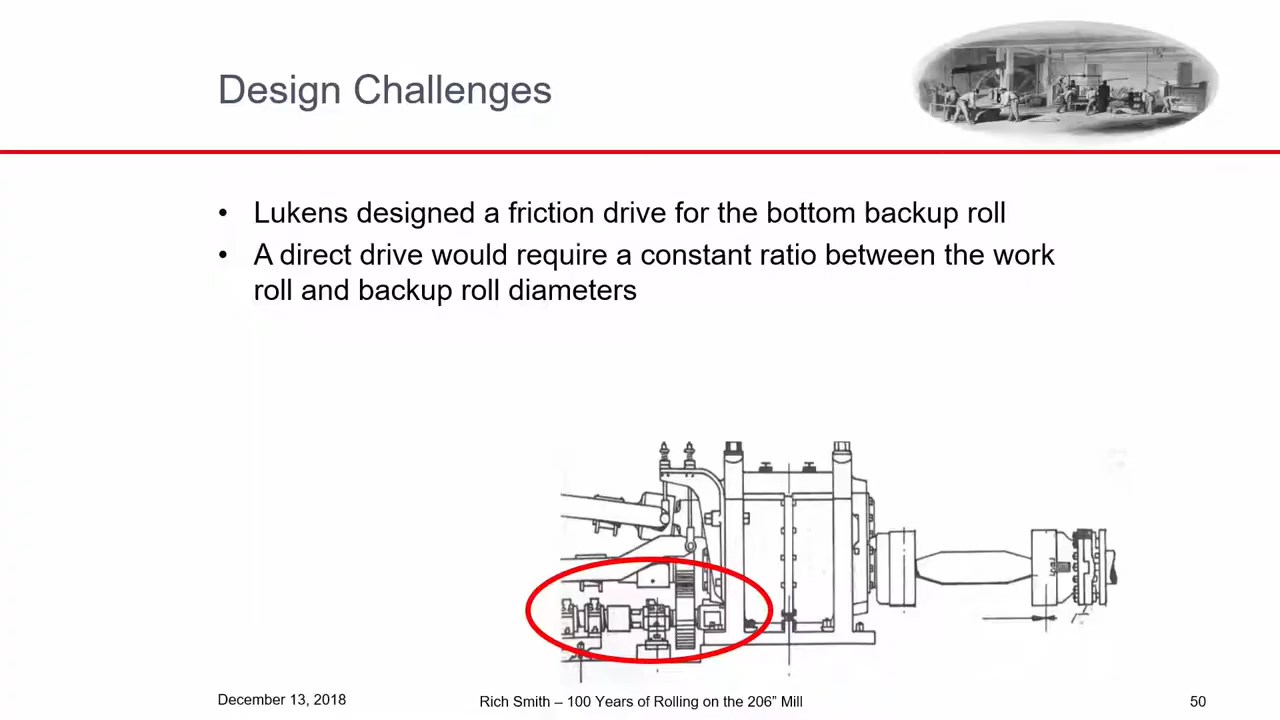 Design Challenges
• Lukens designed a friction drive for the bottom backup roll
• A direct drive would require a constant ratio between the work
roll and backup roll diameters
December 13, 2018
Rich Smith – 100 Years of Rolling on the 206” Mill
50